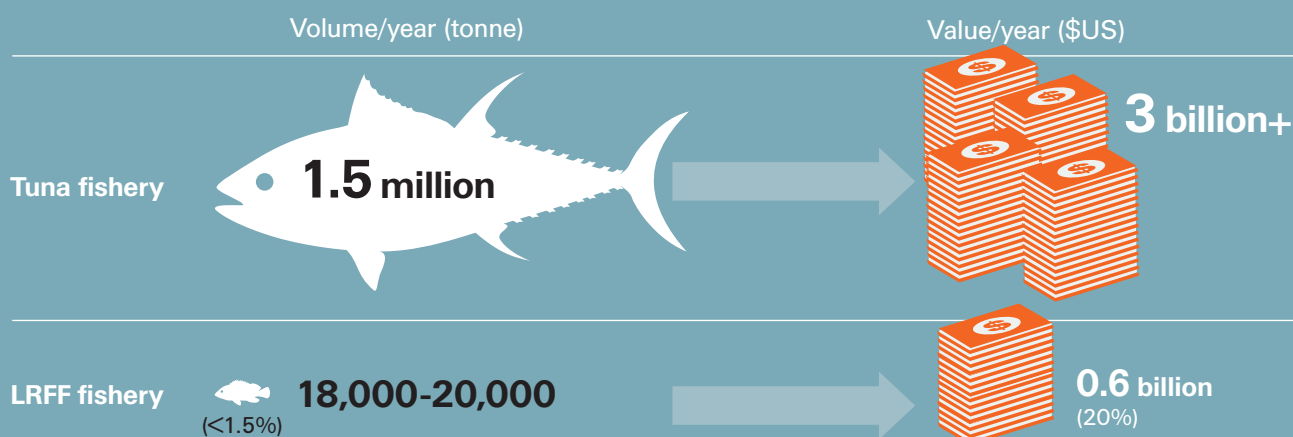 Volume/year (tonne) Value/year ($US)
Tuna fishery 1.5 million 3 billion+
$
$
$
$
LRFF fishery 18,000-20,000 0.6 billion
(<1.5%) (20%)
$